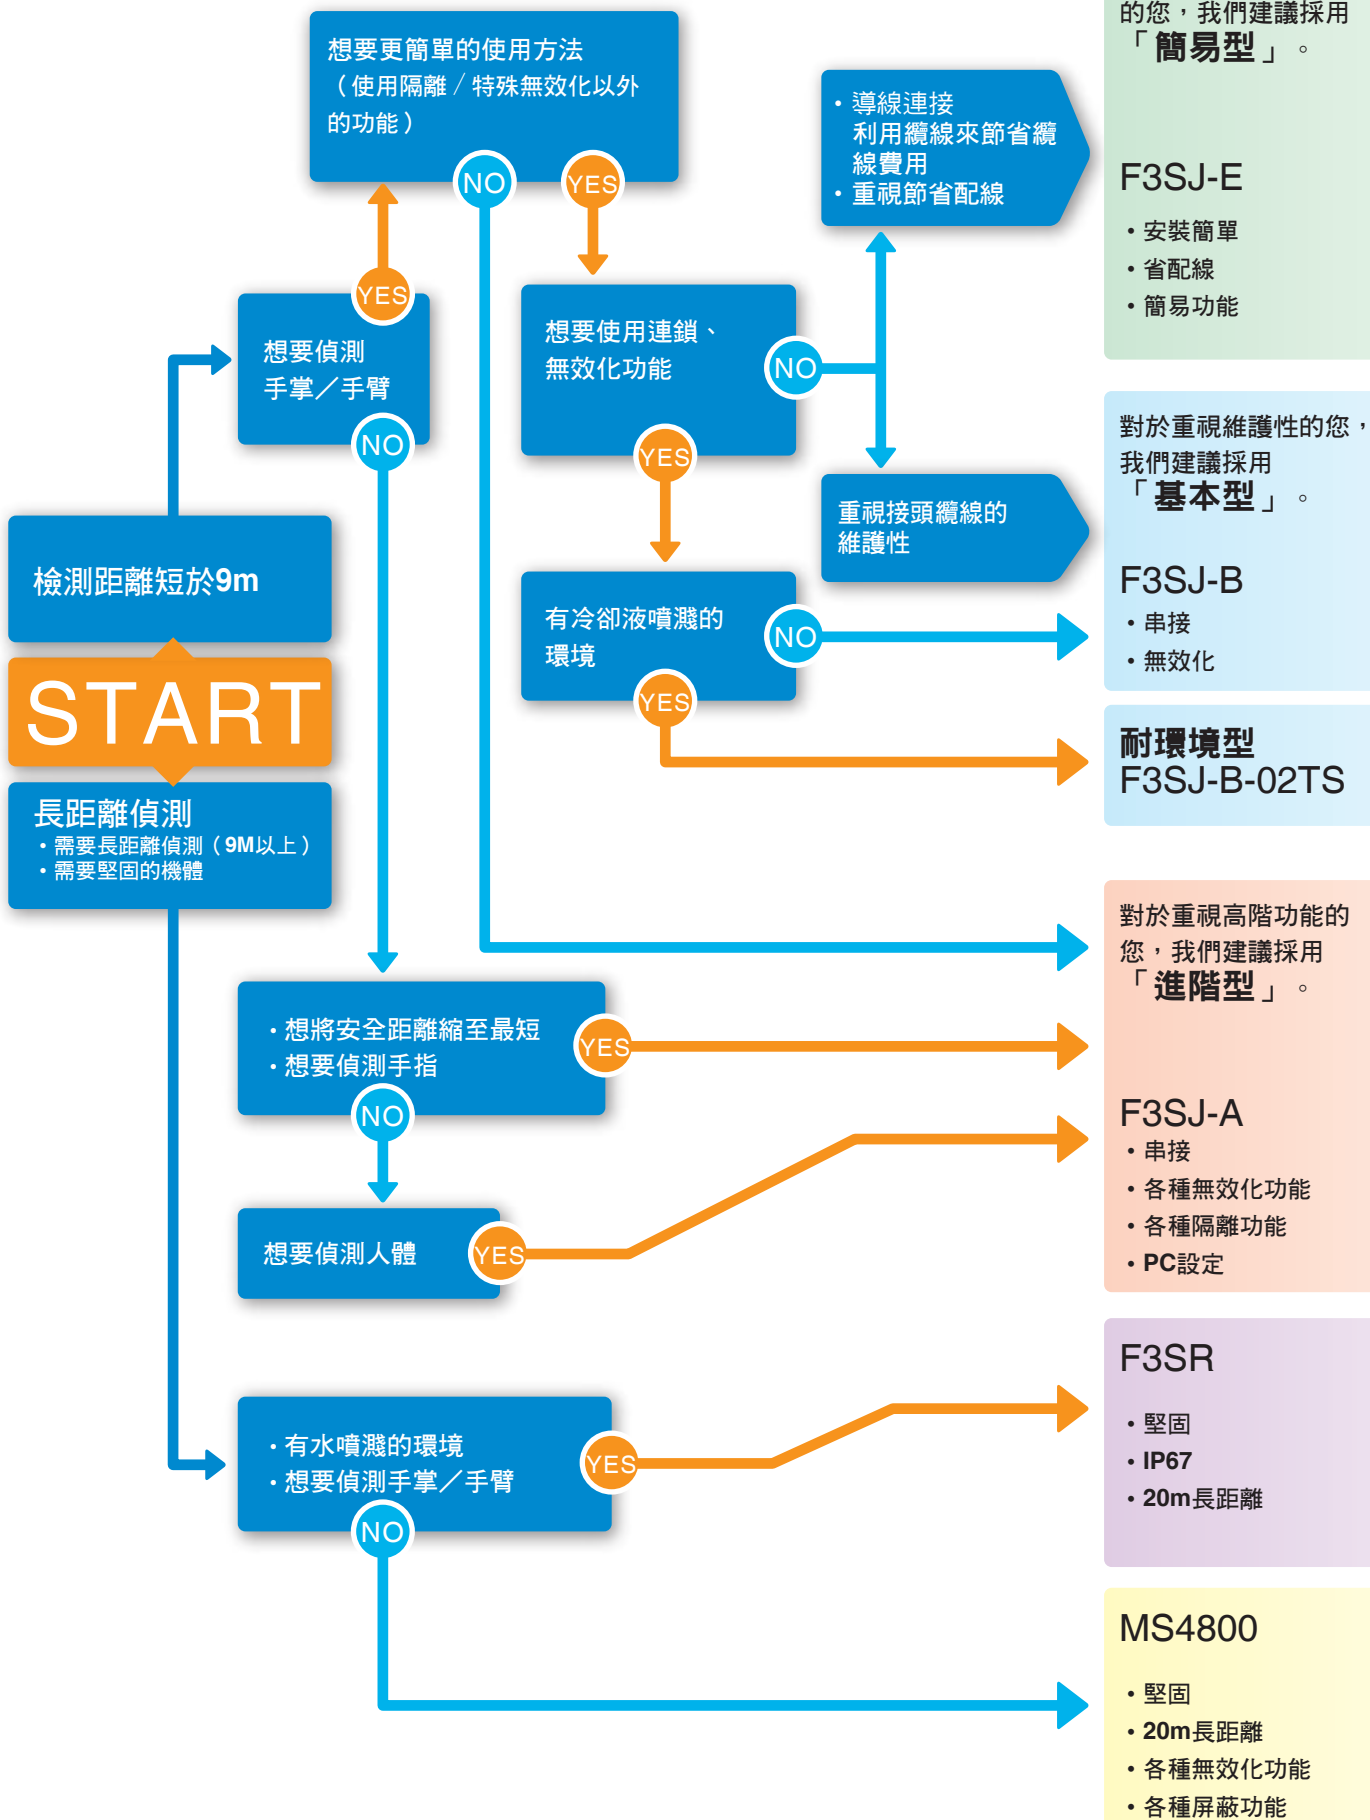 想要更簡單的使用方法
（使用隔離／特殊無效化以外
的功能）
NO
YES
・導線連接
利用纜線來節省纜
線費用
・重視節省配線
的您，我們建議採用
「簡易型」。
F3SJ-E
・安裝簡單
・省配線
・簡易功能
YES
想要偵測
手掌／手臂
NO
想要使用連鎖、
無效化功能
NO
YES
重視接頭纜線的
維護性
對於重視維護性的您，
我們建議採用
「基本型」。
F3SJ-B
・串接
・無效化
檢測距離短於9m
START
長距離偵測
・需要長距離偵測（9M以上）
・需要堅固的機體
有冷卻液噴濺的
環境
NO
YES
耐環境型
F3SJ-B-02TS
對於重視高階功能的
您，我們建議採用
「進階型」。
F3SJ-A
・串接
・各種無效化功能
・各種隔離功能
・PC設定
・想將安全距離縮至最短
・想要偵測手指
YES
NO
想要偵測人體
YES
F3SR
・堅固
・IP67
・20m長距離
・有水噴濺的環境
・想要偵測手掌／手臂
YES
NO
MS4800
・堅固
・20m長距離
・各種無效化功能
・各種屏蔽功能